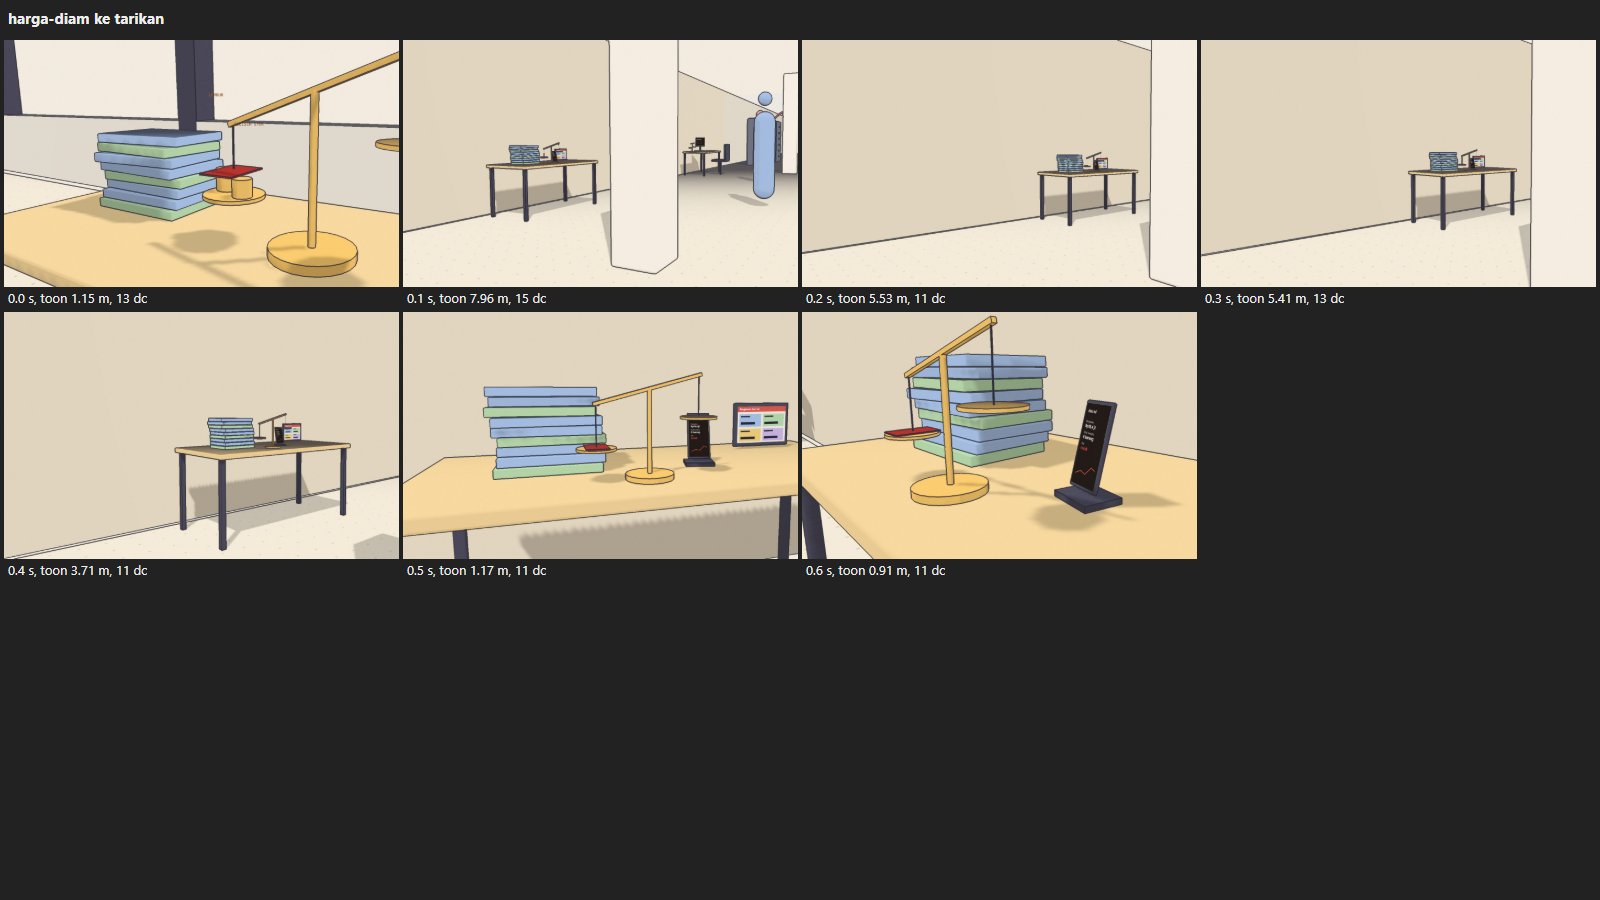 harga-diam ke tarikan
0.0 s, toon 1.15 m, 13 dc
0.1 s, toon 7.96 m, 15 dc
0.2 s, toon 5.53 m, 11 dc
0.3 s, toon 5.41 m, 13 dc
0.4 s, toon 3.71 m, 11 dc
0.5 s, toon 1.17 m, 11 dc
0.6 s, toon 0.91 m, 11 dc